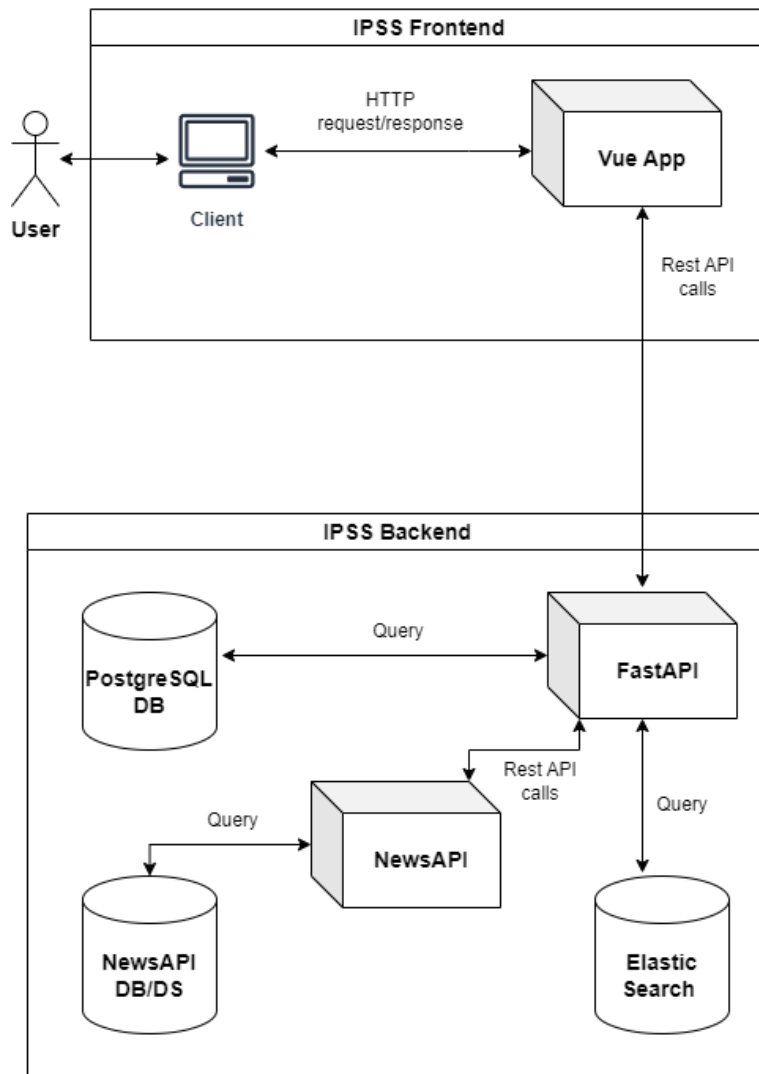 IPSS Frontend
HTTP
request/response
Vue App
User
Client
Rest API
calls
IPSS Backend
PostgreSQL
DB
Query
FastAPI
Rest API
calls
Query
NewsAPI
Query
NewsAPI
DB/DS
Elastic
Search